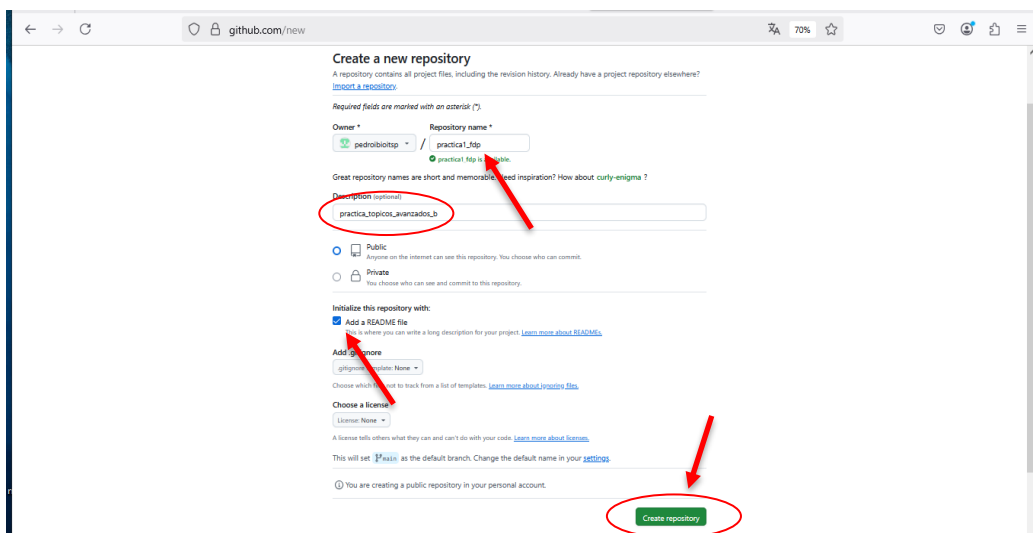 github.com/new
70%
Create a new repository
A repository contains all project files, including the revision history. Already have a project repository elsewhere?
Import a repository.
Required fields are marked with an asterisk (*).
Owner * Repository name *
pedroibioitsp / practica1_fdp
practica1_fdp is available.
Great repository names are short and memorable. Need inspiration? How about curly-enigma ?
Description (optional)
practica_topicos_avanzados_b
Public
Anyone on the internet can see this repository. You choose who can commit.
Private
You choose who can see and commit to this repository.
Initialize this repository with:
Add a README file
This is where you can write a long description for your project. Learn more about READMEs.
Add .gitignore
.gitignore template: None
Choose which files not to track from a list of templates. Learn more about ignoring files.
Choose a license
License: None
A license tells others what they can and can't do with your code. Learn more about licenses.
This will set main as the default branch. Change the default name in your settings.
You are creating a public repository in your personal account.
Create repository